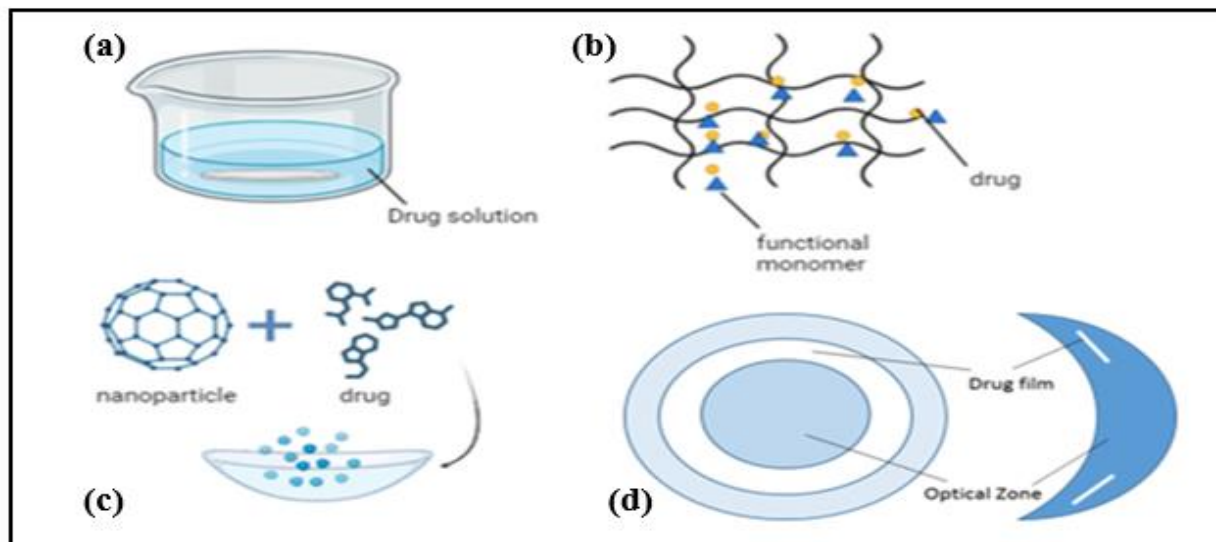 (a)
Drug solution
(b)
drug
functional
monomer
nanoparticle
drug
(c)
Drug film
Optical Zone
(d)